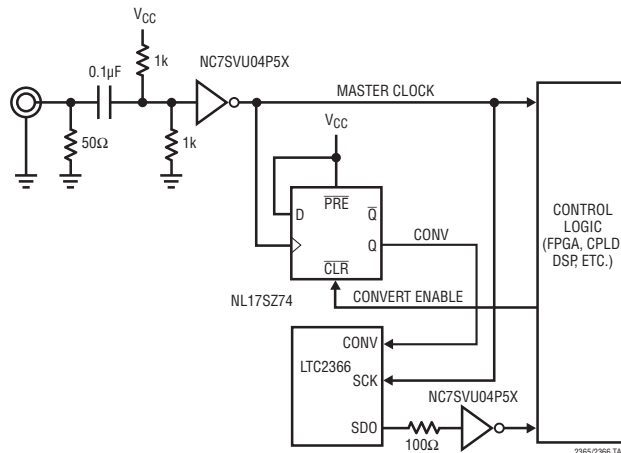 VCC
NC7SVU04P5X
1k
0.1µF
MASTER CLOCK
50Ω
1k
VCC
PRE
D
Q
Q
CONV
CLR
CONTROL
LOGIC
(FPGA, CPLD,
DSP, ETC.)
NL17SZ74
CONVERT ENABLE
CONV
LTC2366
SCK
NC7SVU04P5X
SDO
100Ω